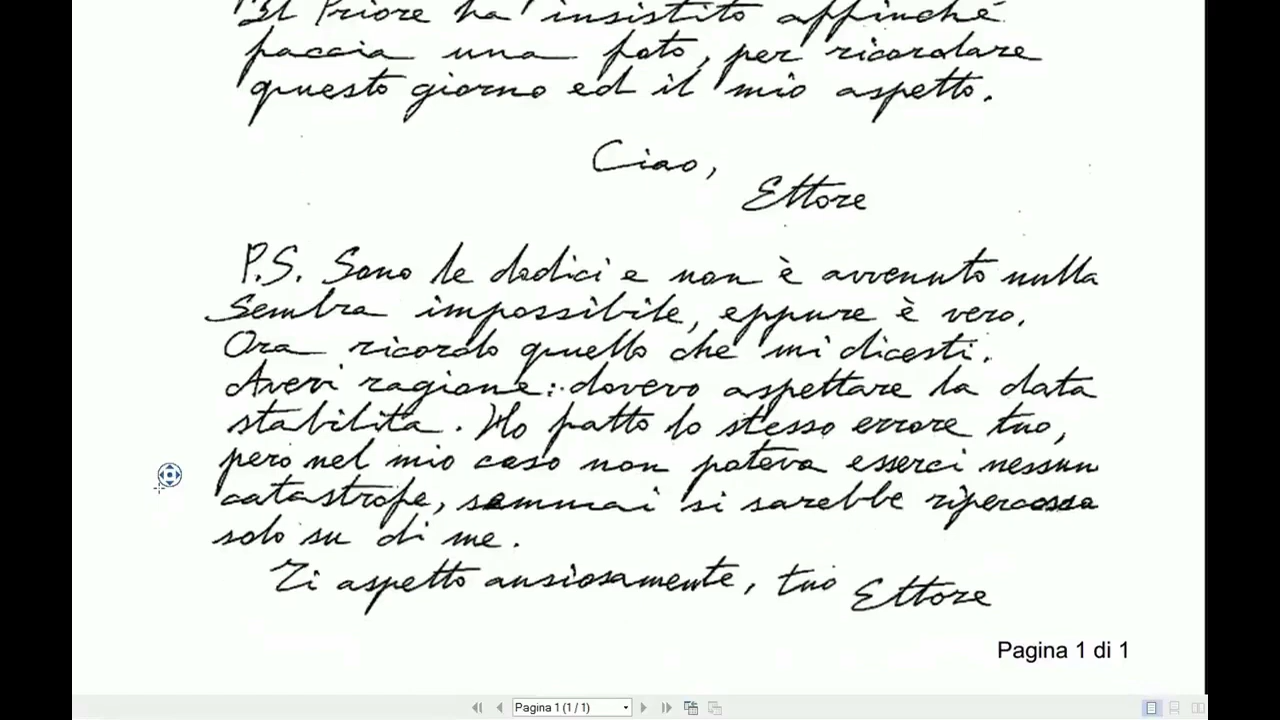 Il Priore ha insistito affinché
faccia una foto, per ricordare
questo giorno ed il mio aspetto.
Ciao,
Ettore
P.S. Sono le dodici e non è avvenuto nulla
Sembra impossibile, eppure è vero.
Ora ricordo quello che mi dicesti.
Avevi ragione: dovevo aspettare la data
stabilita. Ho fatto lo stesso errore tuo,
pero nel mio caso non poteva esserci nessun
catastrofe, semmai si sarebbe ripercossa
solo su di me.
Ti aspetto ansiosamente, tuo Ettore
Pagina 1 di 1
Pagina 1 (1 / 1)